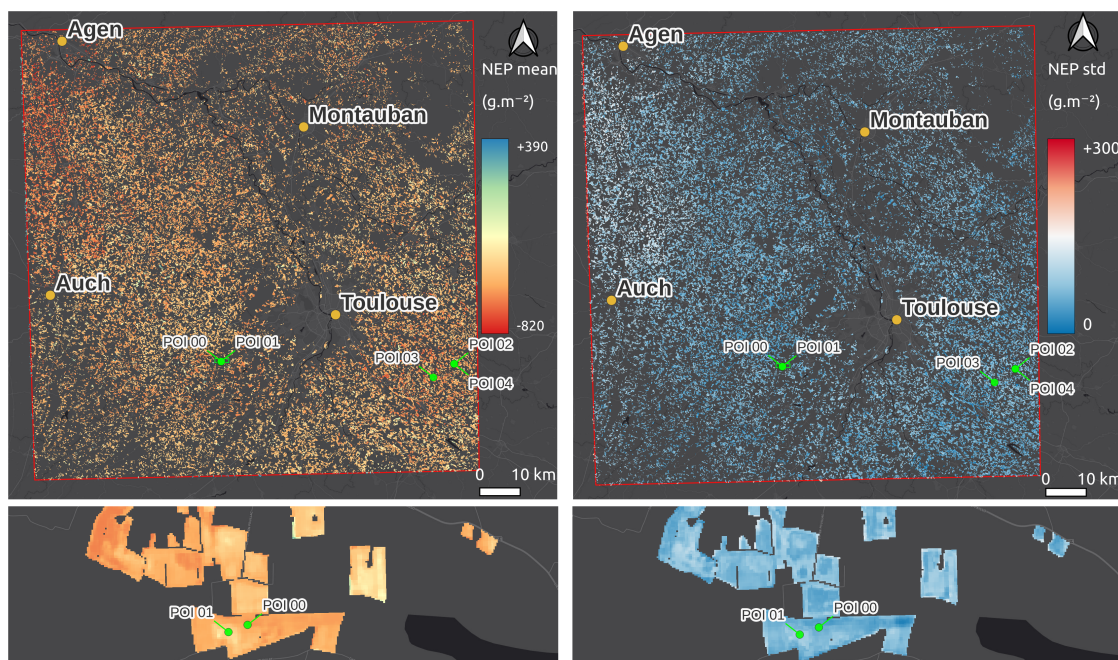 Agen
NEP mean
(g.m⁻²)
+390
Montauban
Auch
Toulouse
-820
POI 00
POI 01
POI 02
POI 03
POI 04
0
10 km
Agen
NEP std
(g.m⁻²)
+300
Montauban
Auch
Toulouse
0
POI 00
POI 01
POI 02
POI 03
POI 04
0
10 km
POI 01
POI 00
POI 01
POI 00